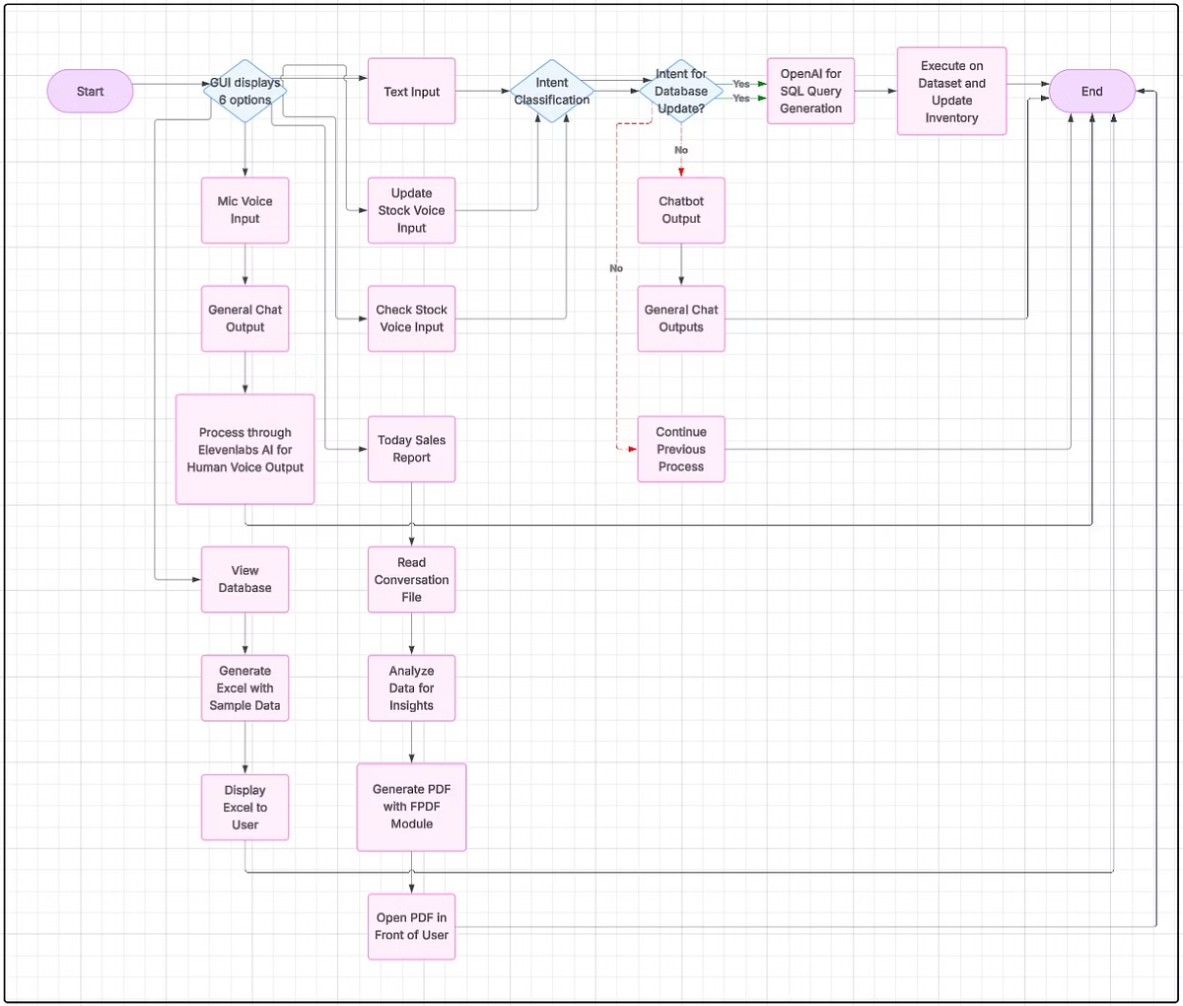 Start
GUI displays
6 options
Text Input
Intent
Classification
Intent for
Database
Update?
Yes
Yes
OpenAI for
SQL Query
Generation
Execute on
Dataset and
Update
Inventory
End
No
Mic Voice
Input
Update
Stock Voice
Input
Chatbot
Output
No
General Chat
Output
Check Stock
Voice Input
General Chat
Outputs
Process through
Elevenlabs AI for
Human Voice Output
Today Sales
Report
Continue
Previous
Process
View
Database
Read
Conversation
File
Generate
Excel with
Sample Data
Analyze
Data for
Insights
Display
Excel to
User
Generate PDF
with FPDF
Module
Open PDF in
Front of User